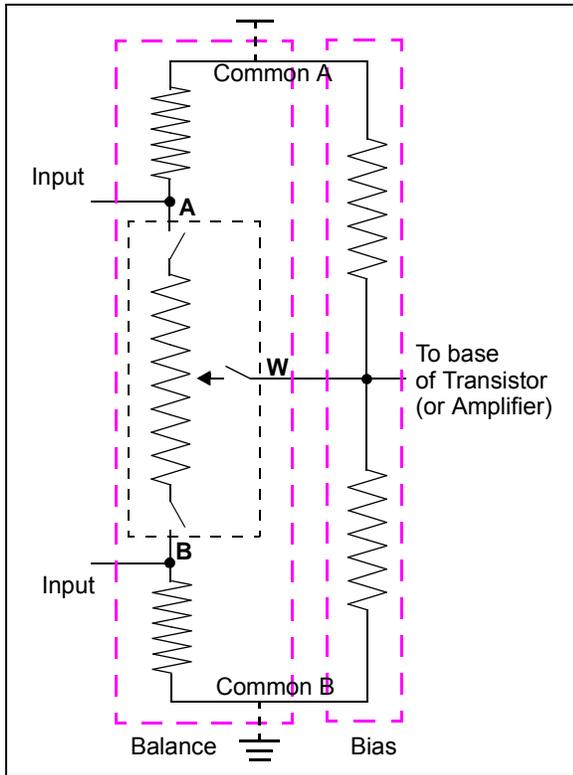 Common A
Input
A
W
To base
of Transistor
(or Amplifier)
B
Input
Common B
Balance
Bias